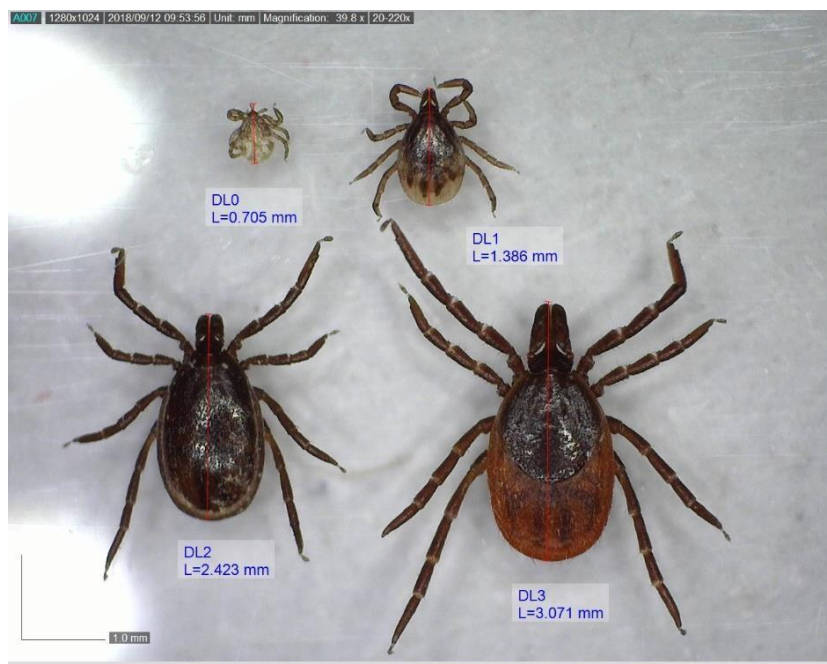 A007 1280x1024 2018/09/12 09:53:56 Unit: mm Magnification: 39.8 x 20-220x
DL0
L=0.705 mm
DL1
L=1.386 mm
DL2
L=2.423 mm
DL3
L=3.071 mm
1.0 mm